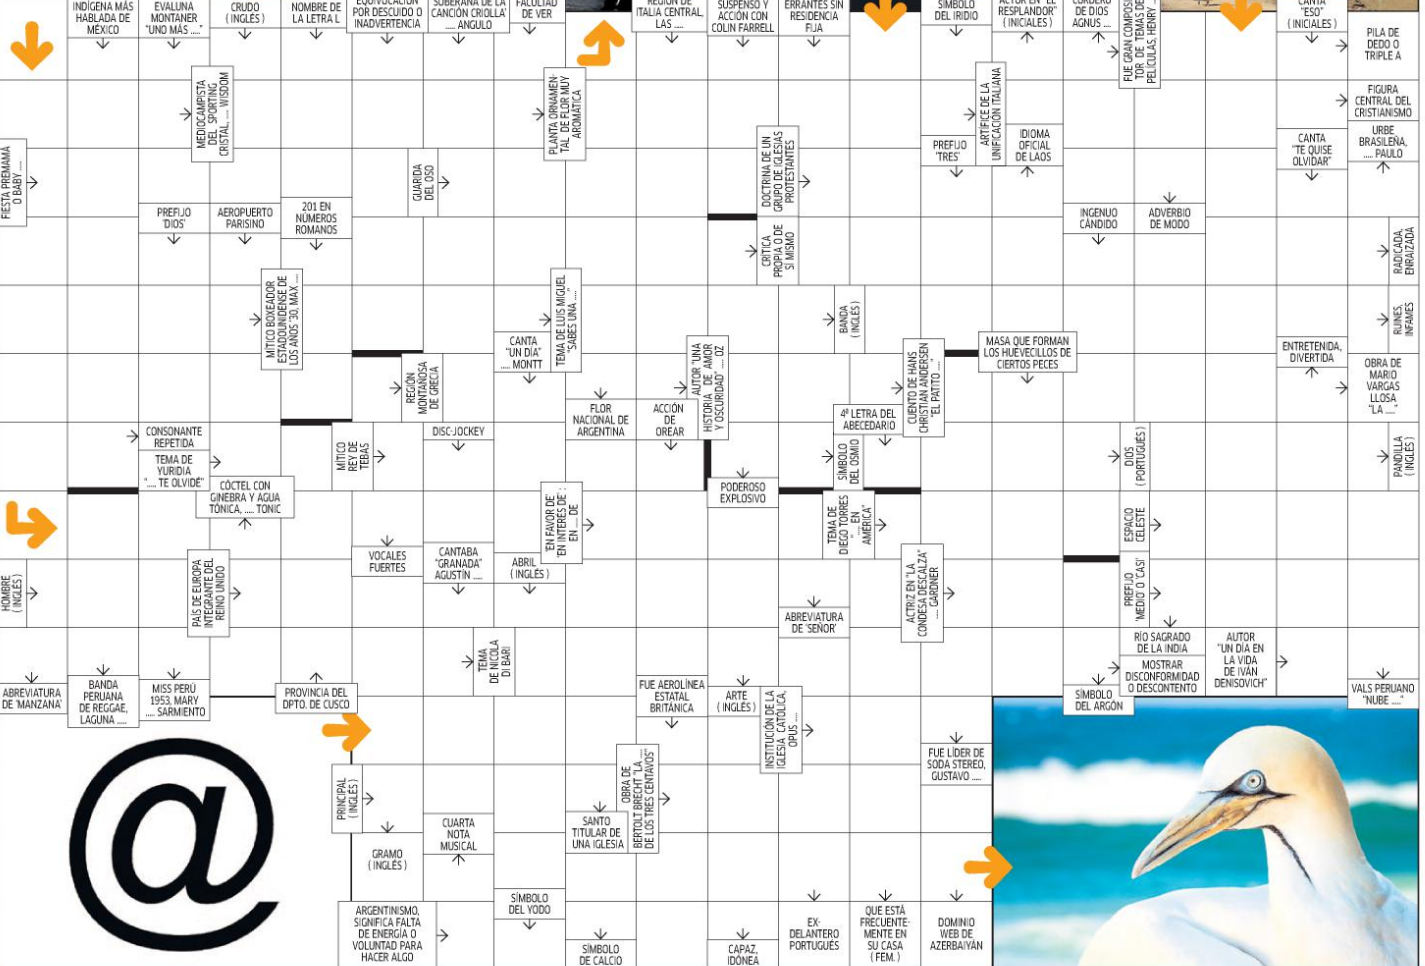 INDÍGENA MÁS
HABLADA DE
MÉXICO
EVALUNA
MONTANER
"UNO MÁS ...."
CRUDO
(INGLÉS)
NOMBRE DE
LA LETRA L
EQUIVOCACIÓN
POR DESCUIDO O
INADVERTENCIA
SOBERANA DE LA
CANCIÓN CRIOLLA'
.... ANGULO
FACULTAD
DE VER
REGIÓN DE
ITALIA CENTRAL,
LAS ....
SUSPENSO Y
ACCIÓN CON
COLIN FARRELL
ERRANTES SIN
RESIDENCIA
FIJA
SÍMBOLO
DEL IRIDIO
ACTOR EN "EL
RESPLANDOR"
(INICIALES)
CORDERO
DE DIOS
AGNUS ....
FUE GRAN COMPOSI-
TOR DE TEMAS DE
PELÍCULAS, HENRY ....
CANTA
"ESO"
(INICIALES)
PILA DE
DEDO O
TRIPLE A
MEDIOCAMPISTA
DEL SPORTING
CRISTAL, .... WISDOM
PLANTA ORNAMEN-
TAL DE FLOR MUY
AROMÁTICA
ARTÍFICE DE LA
UNIFICACIÓN ITALIANA
FIGURA
CENTRAL DEL
CRISTIANISMO
FIESTA PREMAMÁ
O BABY ....
GUARIDA
DEL OSO
DOCTRINA DE UN
GRUPO DE IGLESIAS
PROTESTANTES
PREFIJO
'TRES'
IDIOMA
OFICIAL
DE LAOS
CANTA
"TE QUISE
OLVIDAR"
URBE
BRASILEÑA,
.... PAULO
PREFIJO
'DIOS'
AEROPUERTO
PARISINO
201 EN
NÚMEROS
ROMANOS
CRÍTICA
PROPIA O DE
SÍ MISMO
INGENUO
CÁNDIDO
ADVERBIO
DE MODO
RADICADA,
ENRAIZADA
MÍTICO BOXEADOR
ESTADOUNIDENSE DE
LOS AÑOS '30, MAX ....
TEMA DE LUIS MIGUEL
"SABES UNA ...."
BANDA
(INGLÉS)
RUINES,
INFAMES
CANTA
"UN DÍA"
.... MONTT
REGIÓN
MONTAÑOSA
DE GRECIA
AUTOR "UNA
HISTORIA DE AMOR
Y OSCURIDAD" .... OZ
CUENTO DE HANS
CHRISTIAN ANDERSEN
"EL PATITO ...."
MASA QUE FORMAN
LOS HUEVECILLOS DE
CIERTOS PECES
ENTRETENIDA,
DIVERTIDA
OBRA DE
MARIO
VARGAS
LLOSA
"LA ...."
FLOR
NACIONAL DE
ARGENTINA
ACCIÓN
DE
OREAR
4ª LETRA DEL
ABECEDARIO
CONSONANTE
REPETIDA
TEMA DE
YURIDIA
".... TE OLVIDÉ"
MÍTICO
REY DE
TEBAS
DISC-JOCKEY
SÍMBOLO
DEL OSMIO
DIOS
(PORTUGUÉS)
PANDILLA
(INGLÉS)
CÓCTEL CON
GINEBRA Y AGUA
TÓNICA, .... TONIC
PODEROSO
EXPLOSIVO
'EN FAVOR DE',
'EN INTERÉS DE':
EN .... DE
TEMA DE
DIEGO TORRES
" .... EN
AMÉRICA"
ESPACIO
CELESTE
HOMBRE
(INGLÉS)
PAÍS DE EUROPA
INTEGRANTE DEL
REINO UNIDO
VOCALES
FUERTES
CANTABA
"GRANADA"
AGUSTÍN ....
ABRIL
(INGLÉS)
ACTRIZ EN "LA
CONDESA DESCALZA"
.... GARDNER
PREFIJO
'MEDIO' O 'CASI'
ABREVIATURA
DE 'SEÑOR'
TEMA
DE NICOLA
DI BARI
RÍO SAGRADO
DE LA INDIA
MOSTRAR
DISCONFORMIDAD
O DESCONTENTO
AUTOR
"UN DÍA EN
LA VIDA
DE IVÁN
DENISOVICH"
ABREVIATURA
DE 'MANZANA'
BANDA
PERUANA
DE REGGAE,
LAGUNA ....
MISS PERÚ
1953, MARY
.... SARMIENTO
PROVINCIA DEL
DPTO. DE CUSCO
FUE AEROLÍNEA
ESTATAL
BRITÁNICA
ARTE
(INGLÉS)
INSTITUCIÓN DE LA
IGLESIA CATÓLICA,
OPUS ....
SÍMBOLO
DEL ARGÓN
VALS PERUANO
"NUBE ...."
@
PRINCIPAL
(INGLÉS)
OBRA DE
BERTOLT BRECHT "LA ....
DE LOS TRES CENTAVOS"
FUE LÍDER DE
SODA STEREO,
GUSTAVO ....
GRAMO
(INGLÉS)
CUARTA
NOTA
MUSICAL
SANTO
TITULAR DE
UNA IGLESIA
ARGENTINISMO,
SIGNIFICA FALTA
DE ENERGÍA O
VOLUNTAD PARA
HACER ALGO
SÍMBOLO
DEL YODO
SÍMBOLO
DE CALCIO
CAPAZ,
IDÓNEA
EX-
DELANTERO
PORTUGUÉS
QUE ESTÁ
FRECUENTE-
MENTE EN
SU CASA
(FEM.)
DOMINIO
WEB DE
AZERBAIYÁN